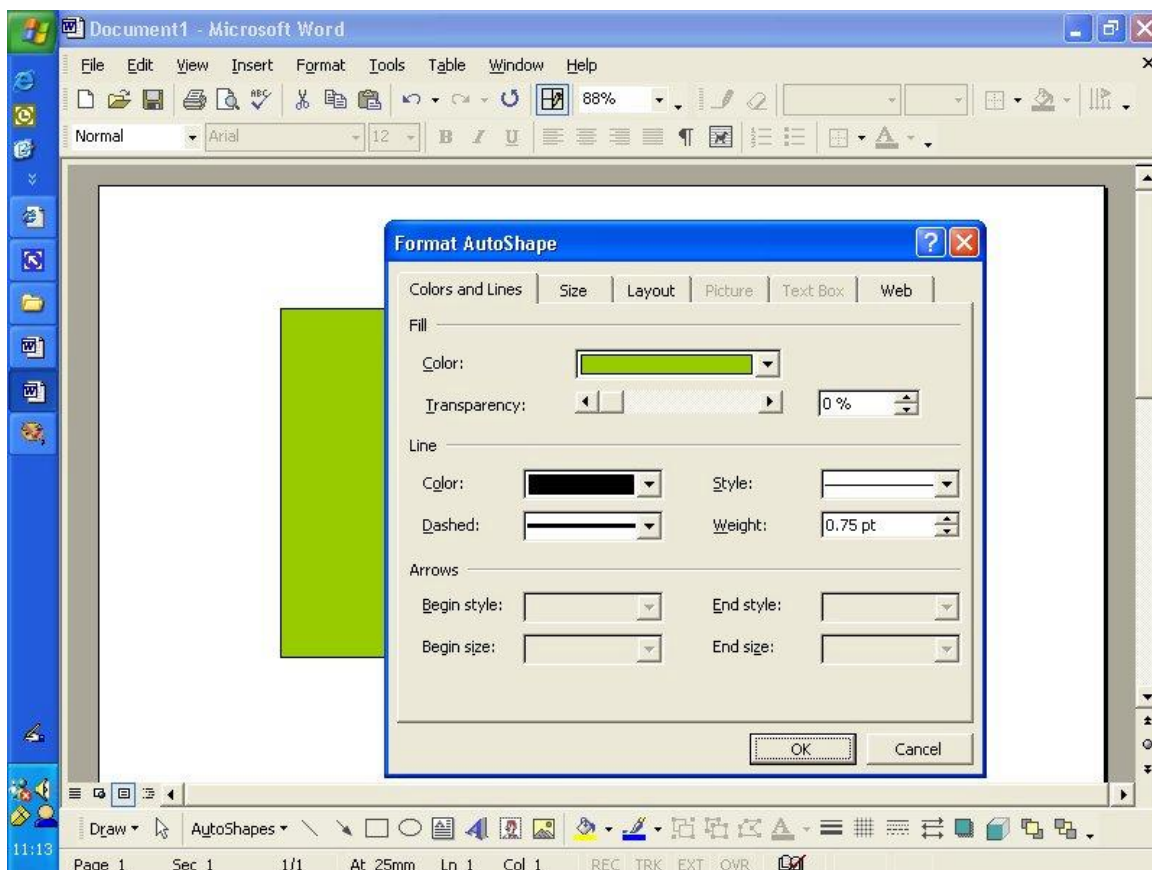 Document1 - Microsoft Word
File Edit View Insert Format Tools Table Window Help
ABC 88%
Normal Arial 12 B I U A
Format AutoShape
Colors and Lines Size Layout Picture Text Box Web
Fill
Color:
Transparency: 0 %
Line
Color: Style:
Dashed: Weight: 0.75 pt
Arrows
Begin style: End style:
Begin size: End size:
OK Cancel
Draw AutoShapes A A
11:13
Page 1 Sec 1 1/1 At 25mm Ln 1 Col 1 REC TRK EXT OVR